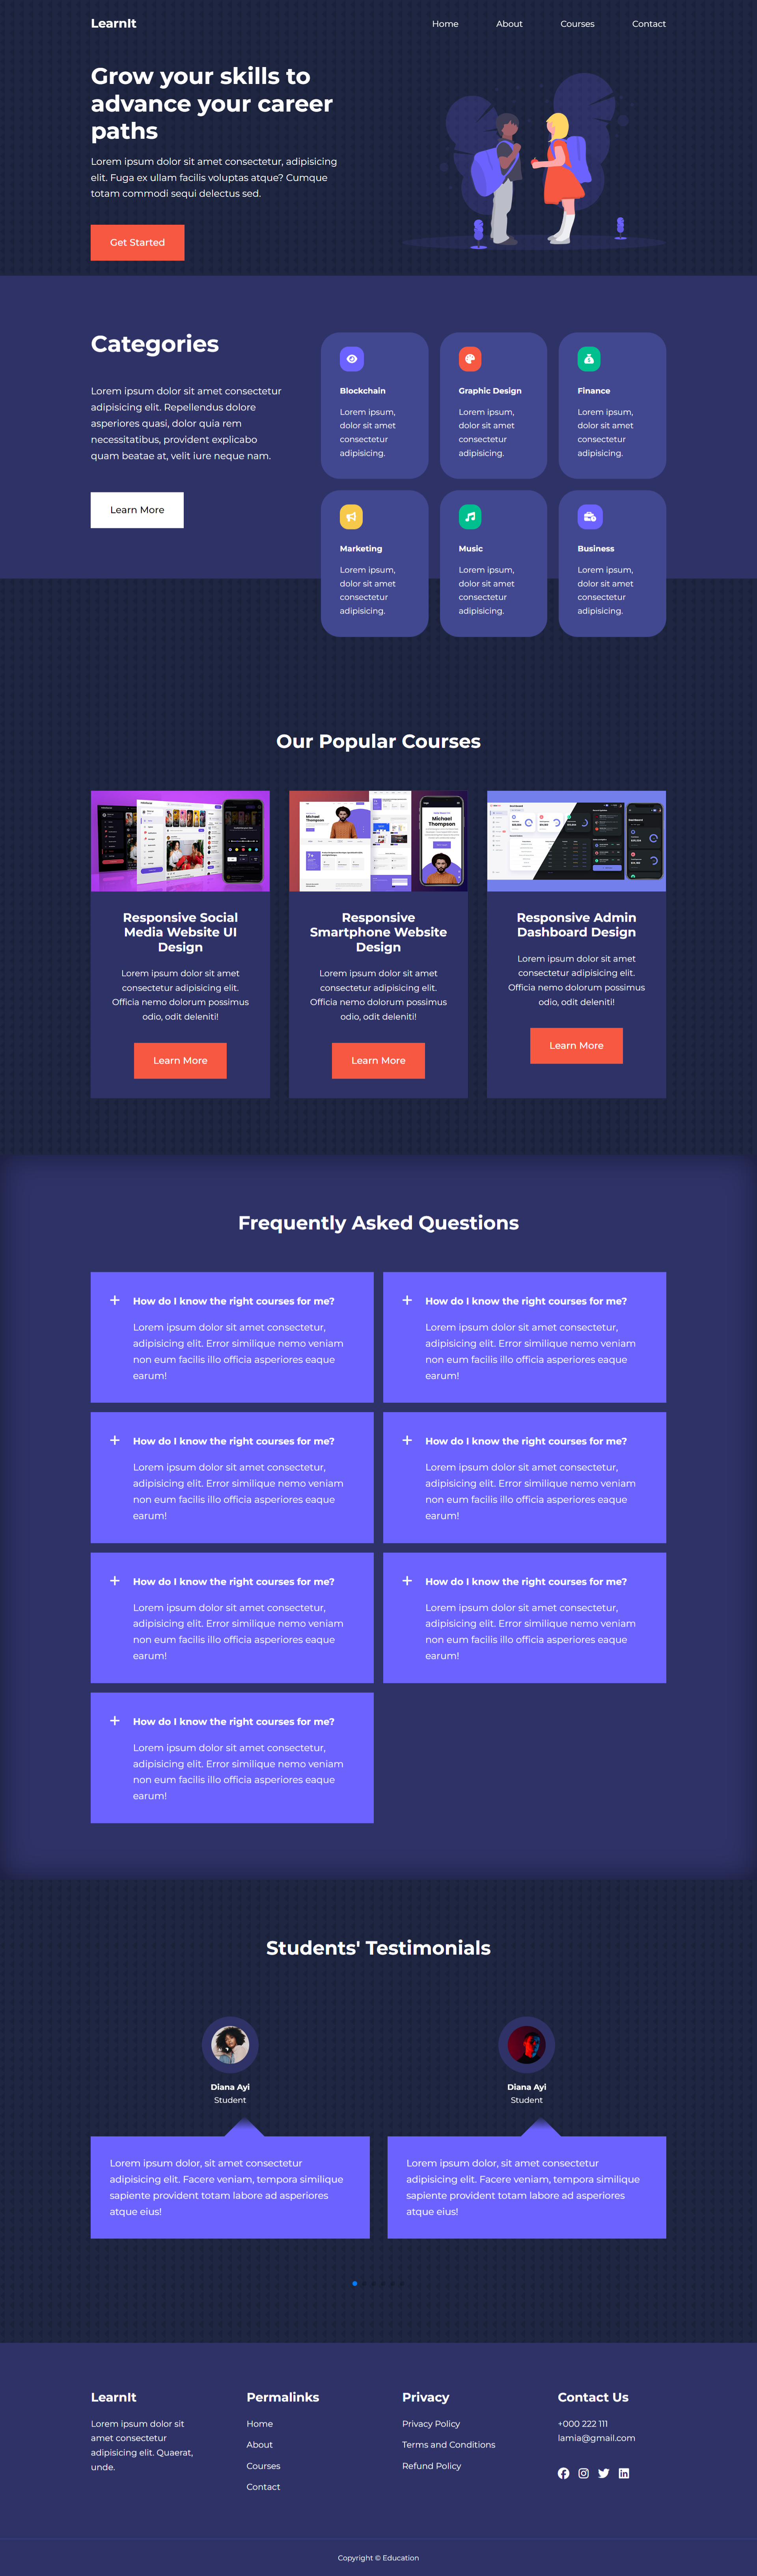 LearnIt
Home About Courses Contact
Grow your skills to
advance your career
paths
Lorem ipsum dolor sit amet consectetur, adipisicing
elit. Fuga ex ullam facilis voluptas atque? Cumque
totam commodi sequi delectus sed.
Get Started
Categories
Lorem ipsum dolor sit amet consectetur
adipisicing elit. Repellendus dolore
asperiores quasi, dolor quia rem
necessitatibus, provident explicabo
quam beatae at, velit iure neque nam.
Learn More
Blockchain
Lorem ipsum,
dolor sit amet
consectetur
adipisicing.
Graphic Design
Lorem ipsum,
dolor sit amet
consectetur
adipisicing.
Finance
Lorem ipsum,
dolor sit amet
consectetur
adipisicing.
Marketing
Lorem ipsum,
dolor sit amet
consectetur
adipisicing.
Music
Lorem ipsum,
dolor sit amet
consectetur
adipisicing.
Business
Lorem ipsum,
dolor sit amet
consectetur
adipisicing.
Our Popular Courses
Responsive Social
Media Website UI
Design
Lorem ipsum dolor sit amet
consectetur adipisicing elit.
Officia nemo dolorum possimus
odio, odit deleniti!
Learn More
Michael
Thompson
Michael
Thompson
Responsive
Smartphone Website
Design
Lorem ipsum dolor sit amet
consectetur adipisicing elit.
Officia nemo dolorum possimus
odio, odit deleniti!
Learn More
Responsive Admin
Dashboard Design
Lorem ipsum dolor sit amet
consectetur adipisicing elit.
Officia nemo dolorum possimus
odio, odit deleniti!
Learn More
Frequently Asked Questions
How do I know the right courses for me?
Lorem ipsum dolor sit amet consectetur,
adipisicing elit. Error similique nemo veniam
non eum facilis illo officia asperiores eaque
earum!
How do I know the right courses for me?
Lorem ipsum dolor sit amet consectetur,
adipisicing elit. Error similique nemo veniam
non eum facilis illo officia asperiores eaque
earum!
How do I know the right courses for me?
Lorem ipsum dolor sit amet consectetur,
adipisicing elit. Error similique nemo veniam
non eum facilis illo officia asperiores eaque
earum!
How do I know the right courses for me?
Lorem ipsum dolor sit amet consectetur,
adipisicing elit. Error similique nemo veniam
non eum facilis illo officia asperiores eaque
earum!
How do I know the right courses for me?
Lorem ipsum dolor sit amet consectetur,
adipisicing elit. Error similique nemo veniam
non eum facilis illo officia asperiores eaque
earum!
How do I know the right courses for me?
Lorem ipsum dolor sit amet consectetur,
adipisicing elit. Error similique nemo veniam
non eum facilis illo officia asperiores eaque
earum!
How do I know the right courses for me?
Lorem ipsum dolor sit amet consectetur,
adipisicing elit. Error similique nemo veniam
non eum facilis illo officia asperiores eaque
earum!
Students' Testimonials
Diana Ayi
Student
Lorem ipsum dolor, sit amet consectetur
adipisicing elit. Facere veniam, tempora similique
sapiente provident totam labore ad asperiores
atque eius!
Diana Ayi
Student
Lorem ipsum dolor, sit amet consectetur
adipisicing elit. Facere veniam, tempora similique
sapiente provident totam labore ad asperiores
atque eius!
LearnIt
Lorem ipsum dolor sit
amet consectetur
adipisicing elit. Quaerat,
unde.
Permalinks
Home
About
Courses
Contact
Privacy
Privacy Policy
Terms and Conditions
Refund Policy
Contact Us
+000 222 111
lamia@gmail.com
Copyright © Education